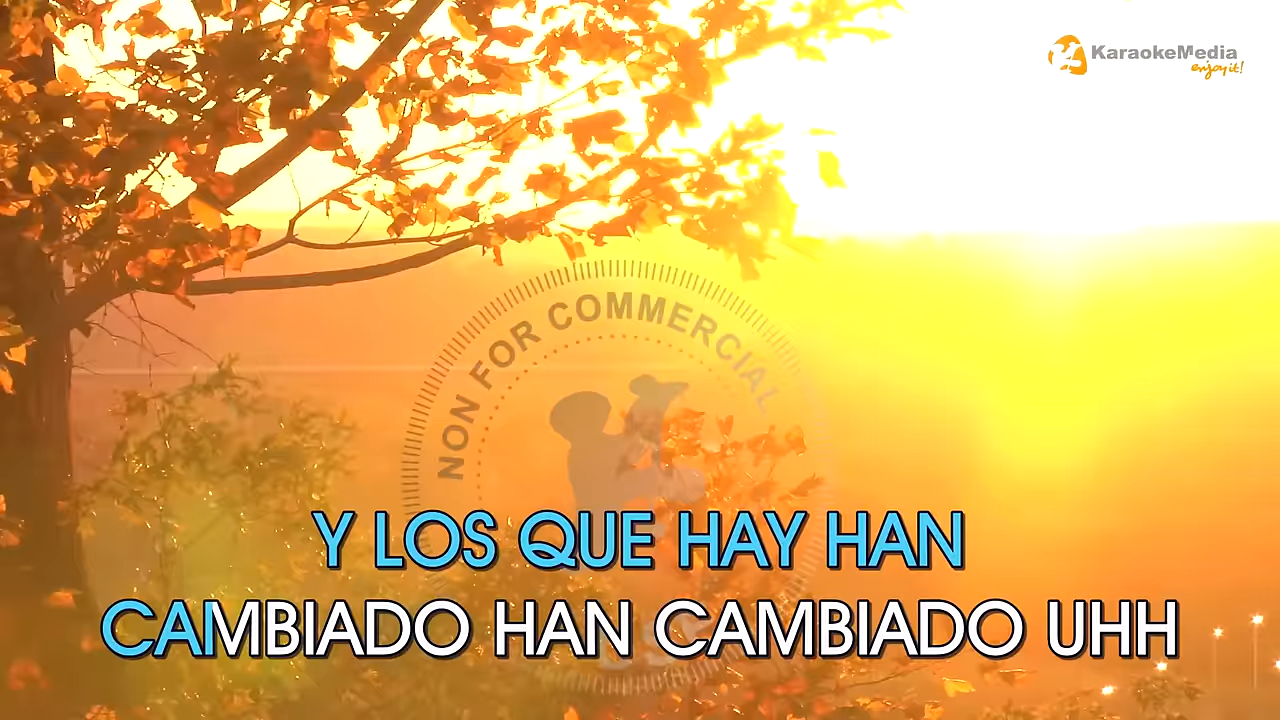 KaraokeMedia
enjoy it!
NON FOR COMMERCIAL
Y LOS QUE HAY HAN
CAMBIADO HAN CAMBIADO UHH